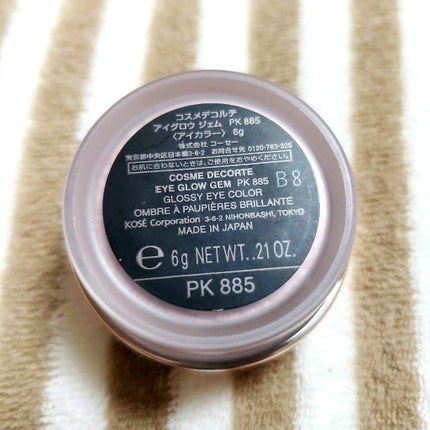 コスメデコルテ
アイグロウ ジェム PK 885
〈アイカラー〉 6g
株式会社 コーセー
東京都中央区日本橋3-6-2 お問合せ先 0120-763-325
お肌に合わないときは、ご使用をおやめください。
COSME DECORTE
EYE GLOW GEM PK 885 B8
GLOSSY EYE COLOR
OMBRE À PAUPIÈRES BRILLANTE
KOSÉ Corporation 3-6-2 NIHONBASHI, TOKYO
MADE IN JAPAN
e 6g NET WT..21 OZ.
PK 885